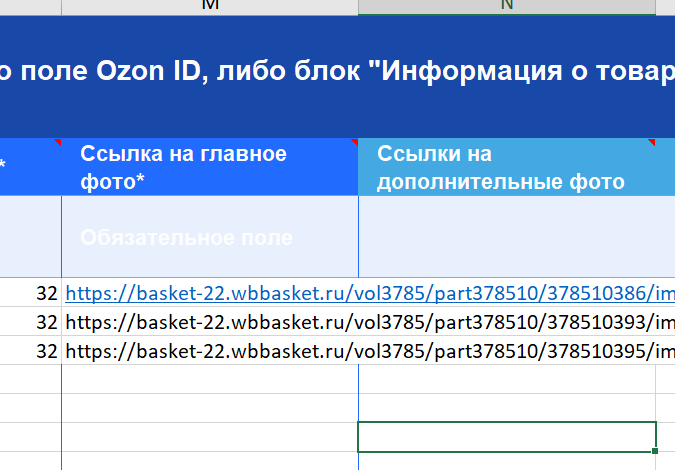 M N
о поле Ozon ID, либо блок "Информация о товар
*
Ссылка на главное
фото*
Ссылки на
дополнительные фото
Обязательное поле
32 https://basket-22.wbbasket.ru/vol3785/part378510/378510386/im
32 https://basket-22.wbbasket.ru/vol3785/part378510/378510393/im
32 https://basket-22.wbbasket.ru/vol3785/part378510/378510395/im